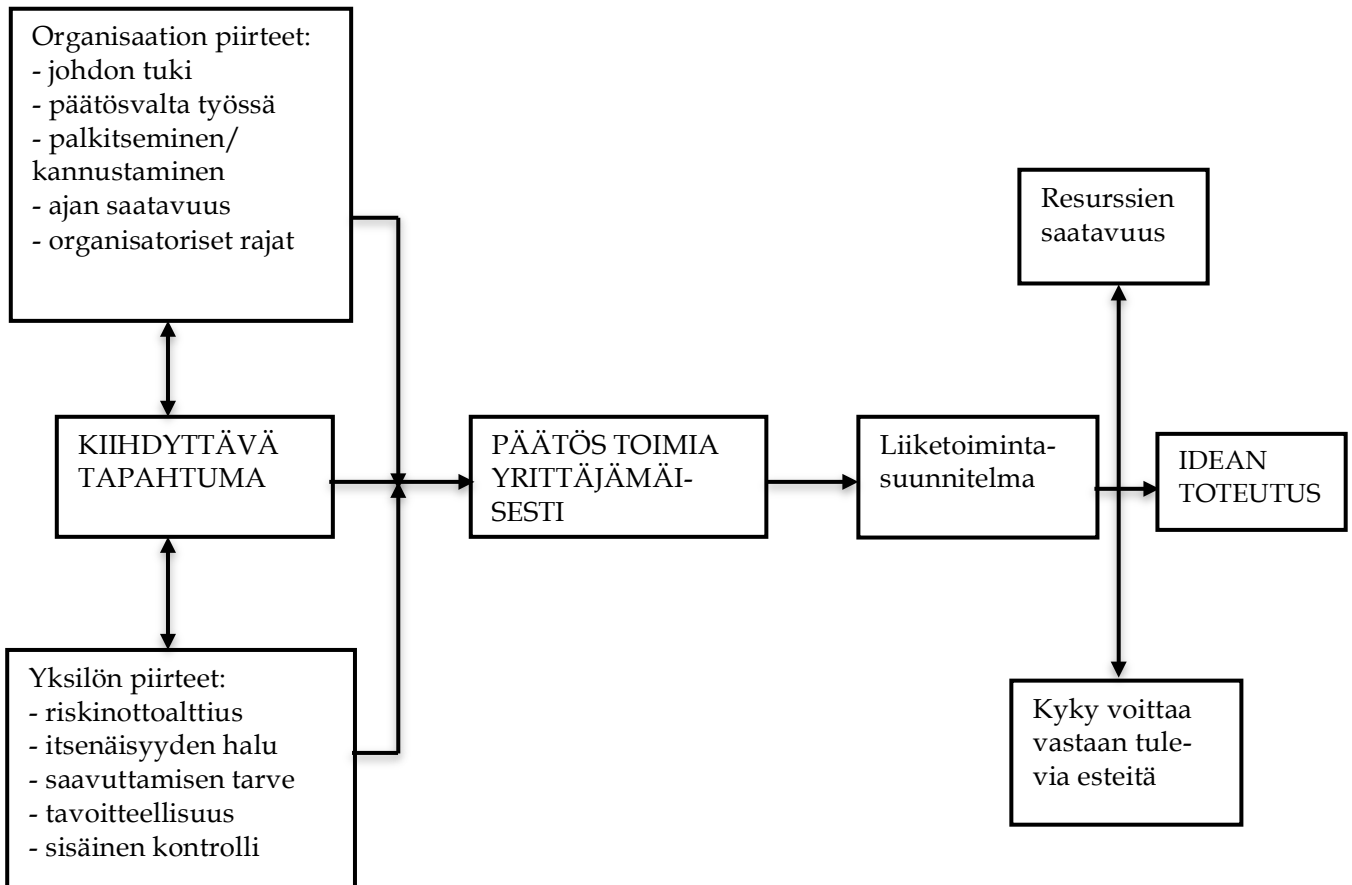 Organisaation piirteet:
- johdon tuki
- päätösvalta työssä
- palkitseminen/
kannustaminen
- ajan saatavuus
- organisatoriset rajat
KIIHDYTTÄVÄ
TAPAHTUMA
Yksilön piirteet:
- riskinottoalttius
- itsenäisyyden halu
- saavuttamisen tarve
- tavoitteellisuus
- sisäinen kontrolli
PÄÄTÖS TOIMIA
YRITTÄJÄMÄI-
SESTI
Liiketoiminta-
suunnitelma
Resurssien
saatavuus
IDEAN
TOTEUTUS
Kyky voittaa
vastaan tule-
via esteitä